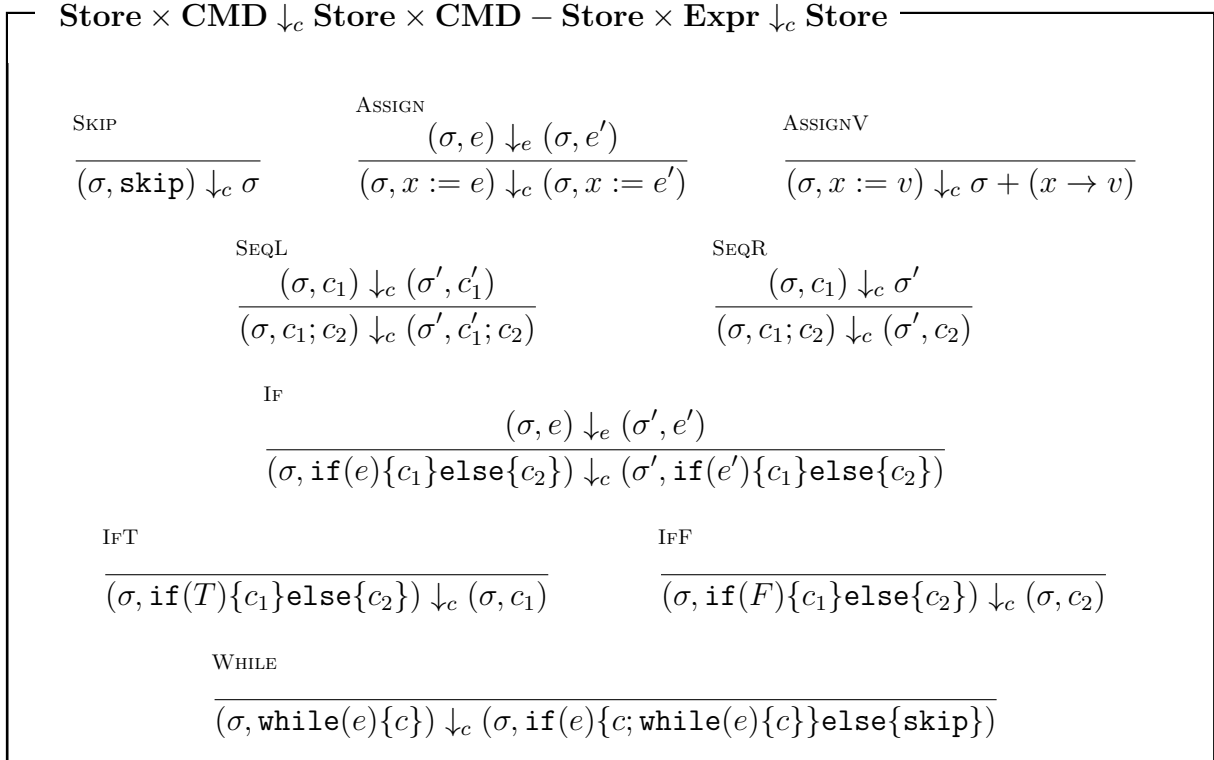 Store × CMD ↓c Store × CMD − Store × Expr ↓c Store
SKIP
(σ, skip) ↓c σ
ASSIGN
(σ, e) ↓e (σ, e′)
(σ, x := e) ↓c (σ, x := e′)
ASSIGNV
(σ, x := v) ↓c σ + (x → v)
SEQL
(σ, c1) ↓c (σ′, c′1)
(σ, c1; c2) ↓c (σ′, c′1; c2)
SEQR
(σ, c1) ↓c σ′
(σ, c1; c2) ↓c (σ′, c2)
IF
(σ, e) ↓e (σ′, e′)
(σ, if(e){c1}else{c2}) ↓c (σ′, if(e′){c1}else{c2})
IFT
(σ, if(T){c1}else{c2}) ↓c (σ, c1)
IFF
(σ, if(F){c1}else{c2}) ↓c (σ, c2)
WHILE
(σ, while(e){c}) ↓c (σ, if(e){c; while(e){c}}else{skip})